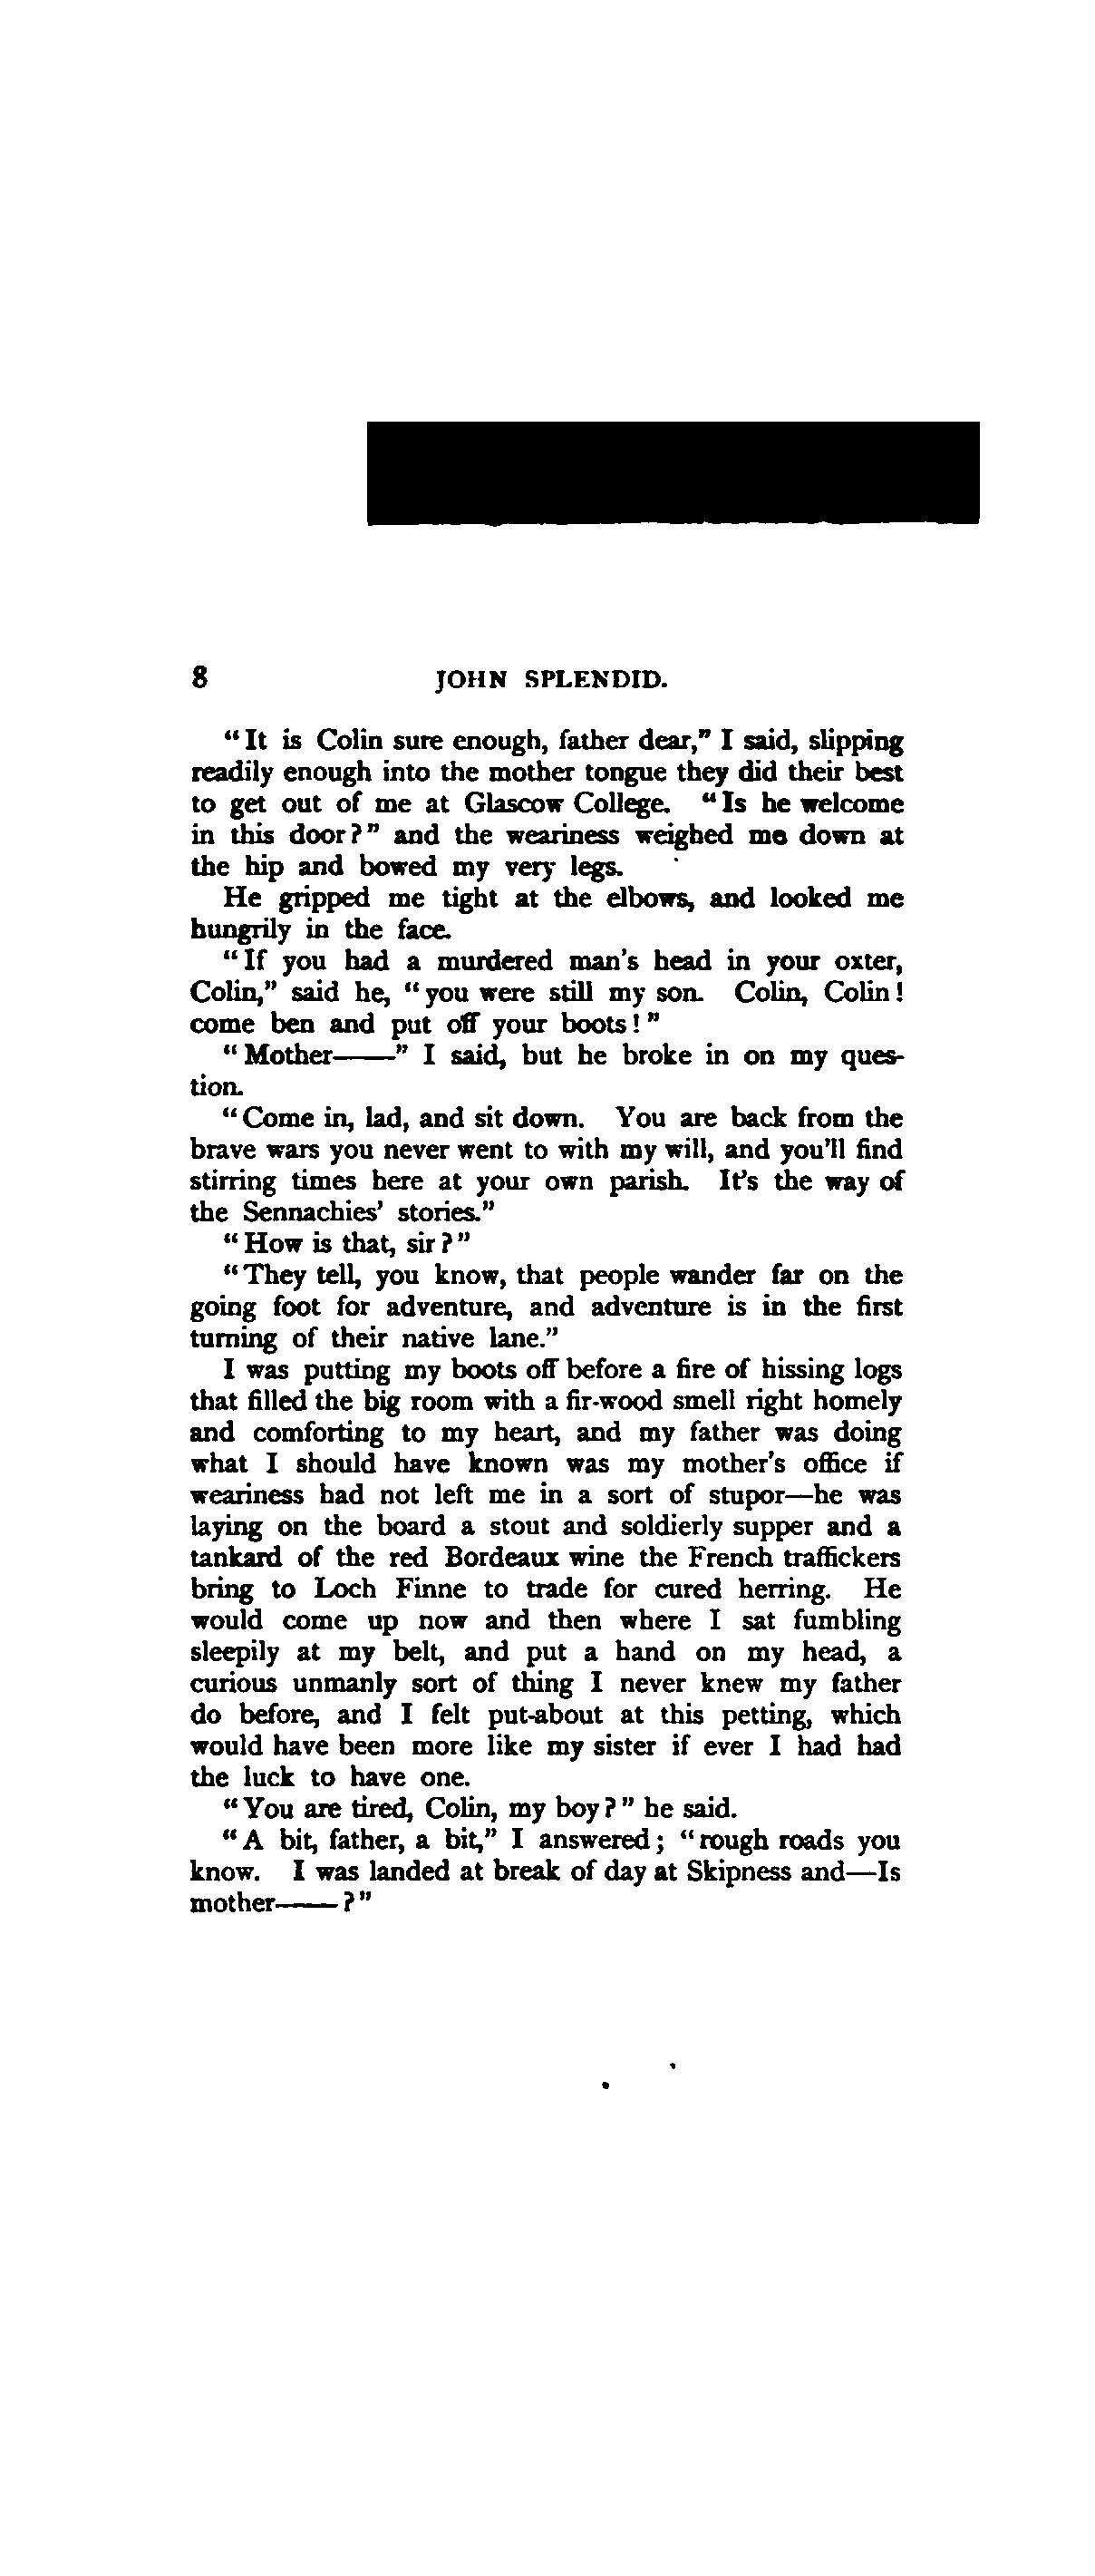 8 JOHN SPLENDID.
“It is Colin sure enough, father dear,” I said, slipping
readily enough into the mother tongue they did their best
to get out of me at Glascow College. “Is he welcome
in this door?” and the weariness weighed me down at
the hip and bowed my very legs.
He gripped me tight at the elbows, and looked me
hungrily in the face.
“If you had a murdered man's head in your oxter,
Colin,” said he, “you were still my son. Colin, Colin!
come ben and put off your boots!”
“Mother——” I said, but he broke in on my ques-
tion.
“Come in, lad, and sit down. You are back from the
brave wars you never went to with my will, and you'll find
stirring times here at your own parish. It's the way of
the Sennachies' stories.”
“How is that, sir?”
“They tell, you know, that people wander far on the
going foot for adventure, and adventure is in the first
turning of their native lane.”
I was putting my boots off before a fire of hissing logs
that filled the big room with a fir-wood smell right homely
and comforting to my heart, and my father was doing
what I should have known was my mother's office if
weariness had not left me in a sort of stupor—he was
laying on the board a stout and soldierly supper and a
tankard of the red Bordeaux wine the French traffickers
bring to Loch Finne to trade for cured herring. He
would come up now and then where I sat fumbling
sleepily at my belt, and put a hand on my head, a
curious unmanly sort of thing I never knew my father
do before, and I felt put-about at this petting, which
would have been more like my sister if ever I had had
the luck to have one.
“You are tired, Colin, my boy?” he said.
“A bit, father, a bit,” I answered; “rough roads you
know. I was landed at break of day at Skipness and—Is
mother——?”